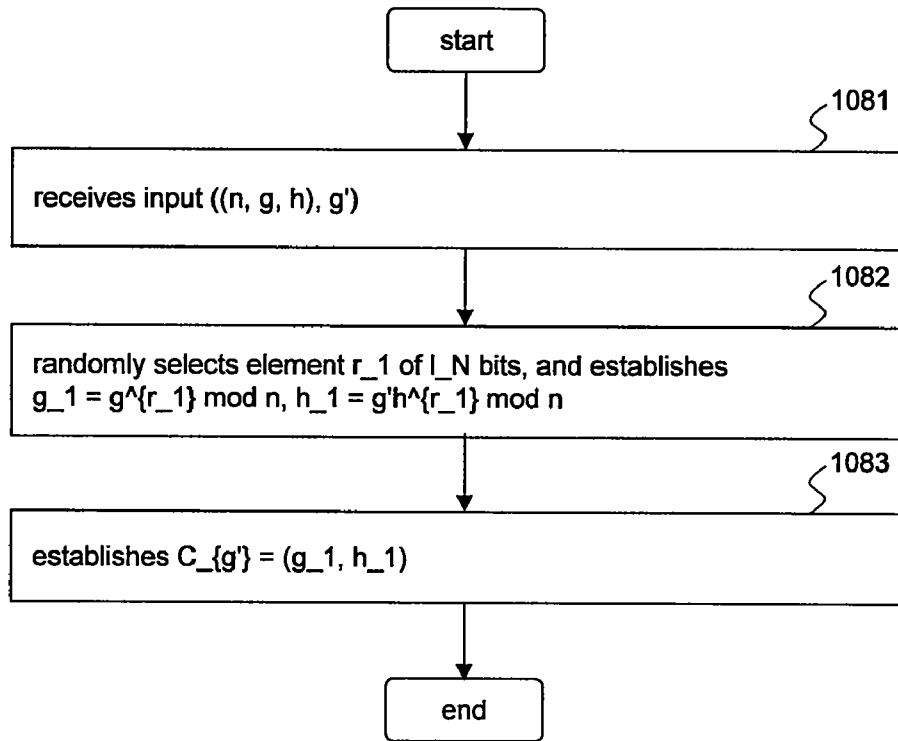 start
1081
receives input ((n, g, h), g')
1082
randomly selects element r_1 of l_N bits, and establishes
g_1 = g^{r_1} mod n, h_1 = g'h^{r_1} mod n
1083
establishes C_{g'} = (g_1, h_1)
end